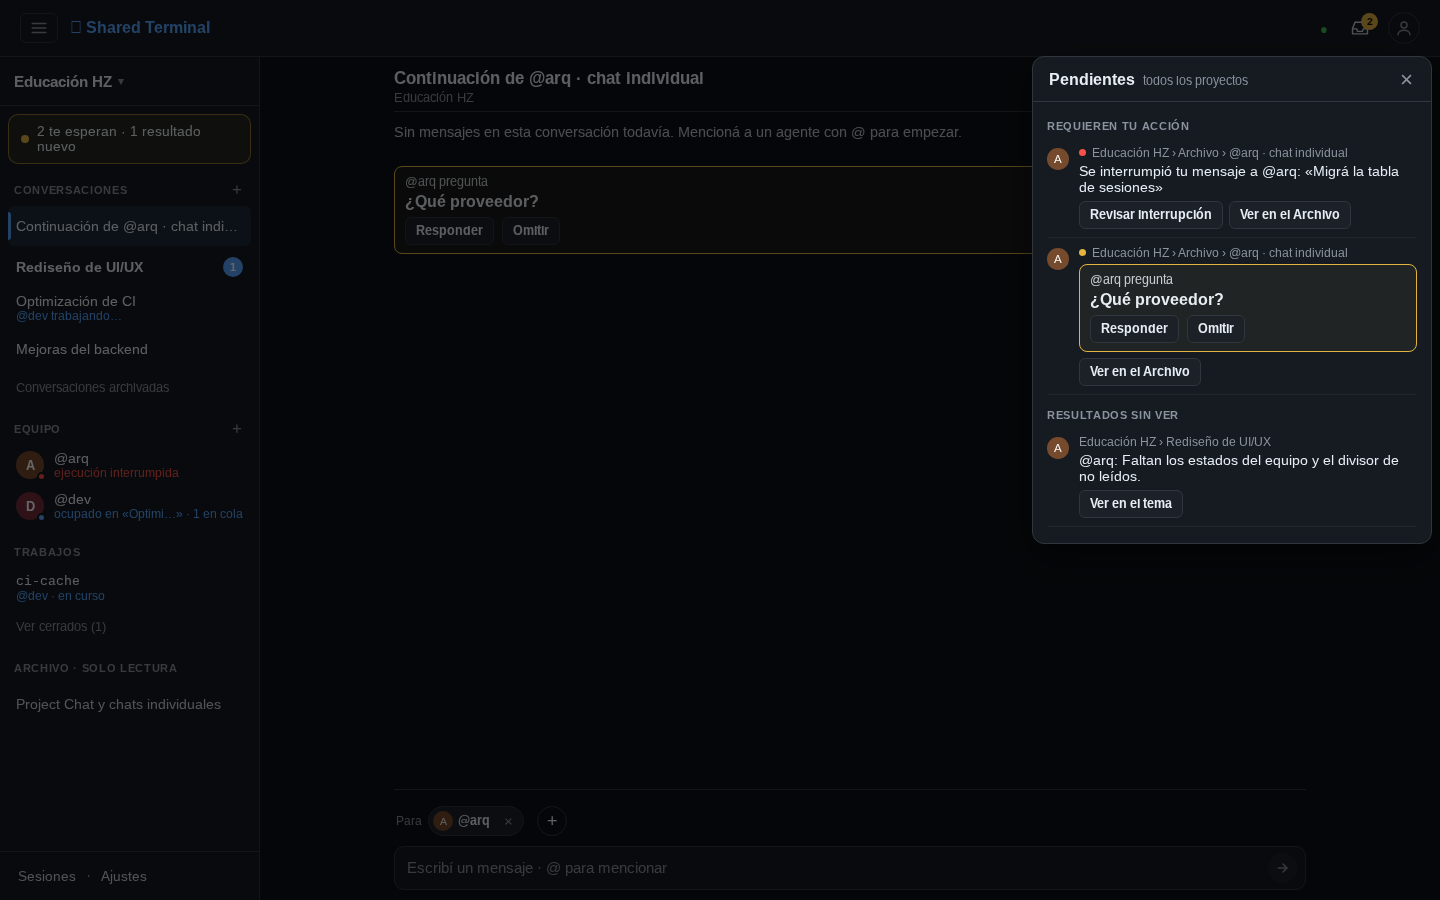 Shared Terminal
2
Educación HZ ▾
2 te esperan · 1 resultado
nuevo
CONVERSACIONES +
Continuación de @arq · chat indi…
Rediseño de UI/UX 1
Optimización de CI
@dev trabajando…
Mejoras del backend
Conversaciones archivadas
EQUIPO +
A @arq
ejecución interrumpida
D @dev
ocupado en «Optimi…» · 1 en cola
TRABAJOS
ci-cache
@dev · en curso
Ver cerrados (1)
ARCHIVO · SOLO LECTURA
Project Chat y chats individuales
Sesiones · Ajustes
Continuación de @arq · chat individual
Educación HZ
Sin mensajes en esta conversación todavía. Mencioná a un agente con @ para empezar.
@arq pregunta
¿Qué proveedor?
Responder Omitir
Para A @arq × +
Escribí un mensaje · @ para mencionar
Pendientes todos los proyectos ×
REQUIEREN TU ACCIÓN
A Educación HZ › Archivo › @arq · chat individual
Se interrumpió tu mensaje a @arq: «Migrá la tabla
de sesiones»
Revisar interrupción Ver en el Archivo
A Educación HZ › Archivo › @arq · chat individual
@arq pregunta
¿Qué proveedor?
Responder Omitir
Ver en el Archivo
RESULTADOS SIN VER
A Educación HZ › Rediseño de UI/UX
@arq: Faltan los estados del equipo y el divisor de
no leídos.
Ver en el tema